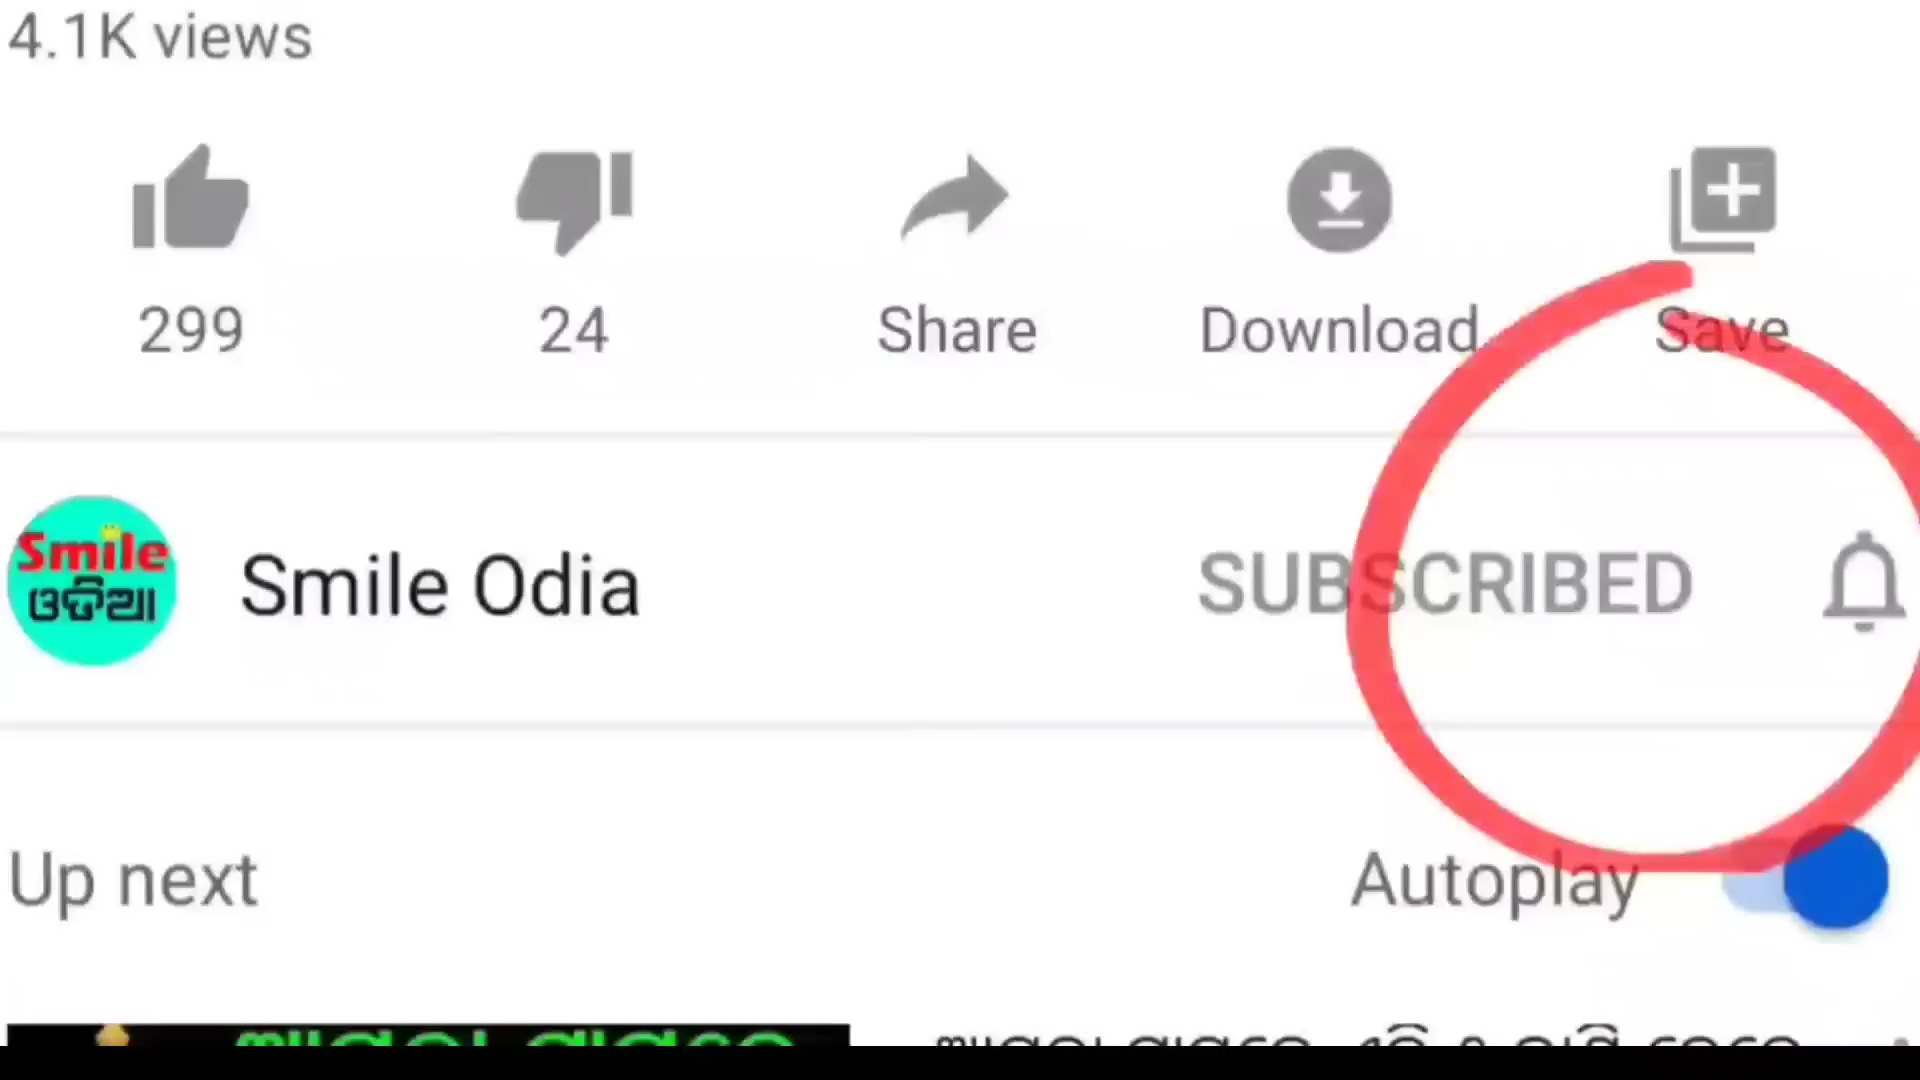 4.1K views
299 24 Share Download Save
Smile
ଓଡିଆ
Smile Odia SUBSCRIBED
Up next Autoplay